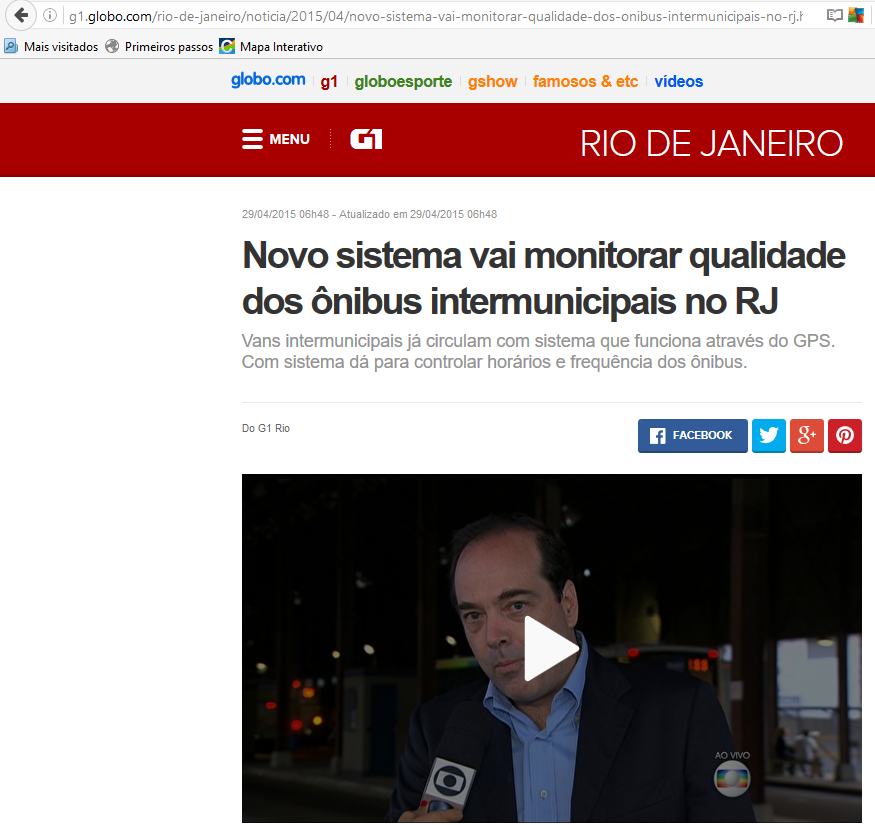 g1.globo.com/rio-de-janeiro/noticia/2015/04/novo-sistema-vai-monitorar-qualidade-dos-onibus-intermunicipais-no-rj.h
Mais visitados Primeiros passos Mapa Interativo
globo.com g1 globoesporte gshow famosos & etc vídeos
MENU G1 RIO DE JANEIRO
29/04/2015 06h48 - Atualizado em 29/04/2015 06h48
Novo sistema vai monitorar qualidade
dos ônibus intermunicipais no RJ
Vans intermunicipais já circulam com sistema que funciona através do GPS.
Com sistema dá para controlar horários e frequência dos ônibus.
Do G1 Rio
FACEBOOK g+
AO VIVO